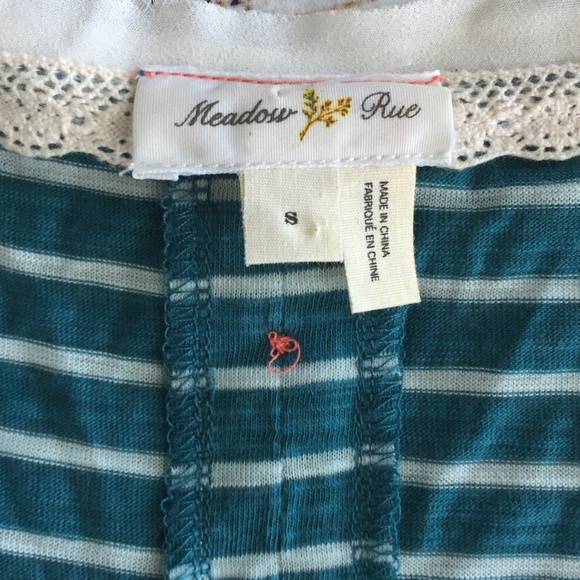 Meadow Rue
S
MADE IN CHINA
FABRIQUÉ EN CHINE